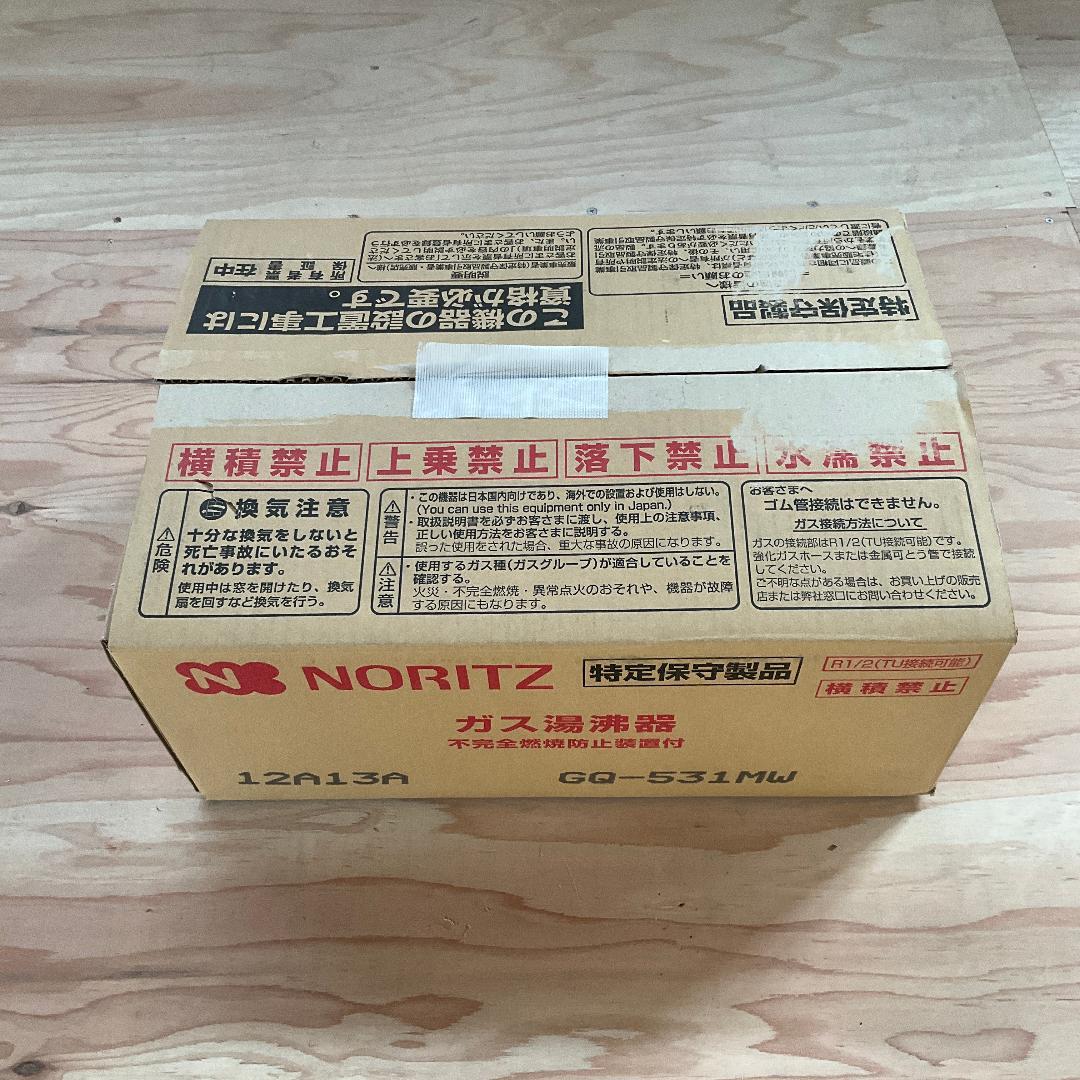 特定保守製品
この機器の設置工事には
資格が必要です。
所有者票
保証書
在中
説明書
横積禁止
上乗禁止
落下禁止
水濡禁止
換気注意
危険
十分な換気をしないと
死亡事故にいたるおそ
れがあります。
使用中は窓を開けたり、換気
扇を回すなど換気を行う。
警告
・この機器は日本国内向けであり、海外での設置および使用はしない。
(You can use this equipment only in Japan.)
・取扱説明書を必ずお客さまに渡し、使用上の注意事項、
正しい使用方法をお客さまに説明する。
誤った使用をされた場合、重大な事故の原因になります。
注意
・使用するガス種(ガスグループ)が適合していることを
確認する。
火災・不完全燃焼・異常点火のおそれや、機器が故障
する原因にもなります。
お客さまへ
ゴム管接続はできません。
ガス接続方法について
ガスの接続部はR1/2(TU接続可能)です。
強化ガスホースまたは金属可とう管で接続
してください。
ご不明な点がある場合は、お買い上げの販売
店または弊社窓口にお問い合わせください。
NORITZ
特定保守製品
R1/2(TU接続可能)
横積禁止
ガス湯沸器
不完全燃焼防止装置付
12A13A
GQ-531MW